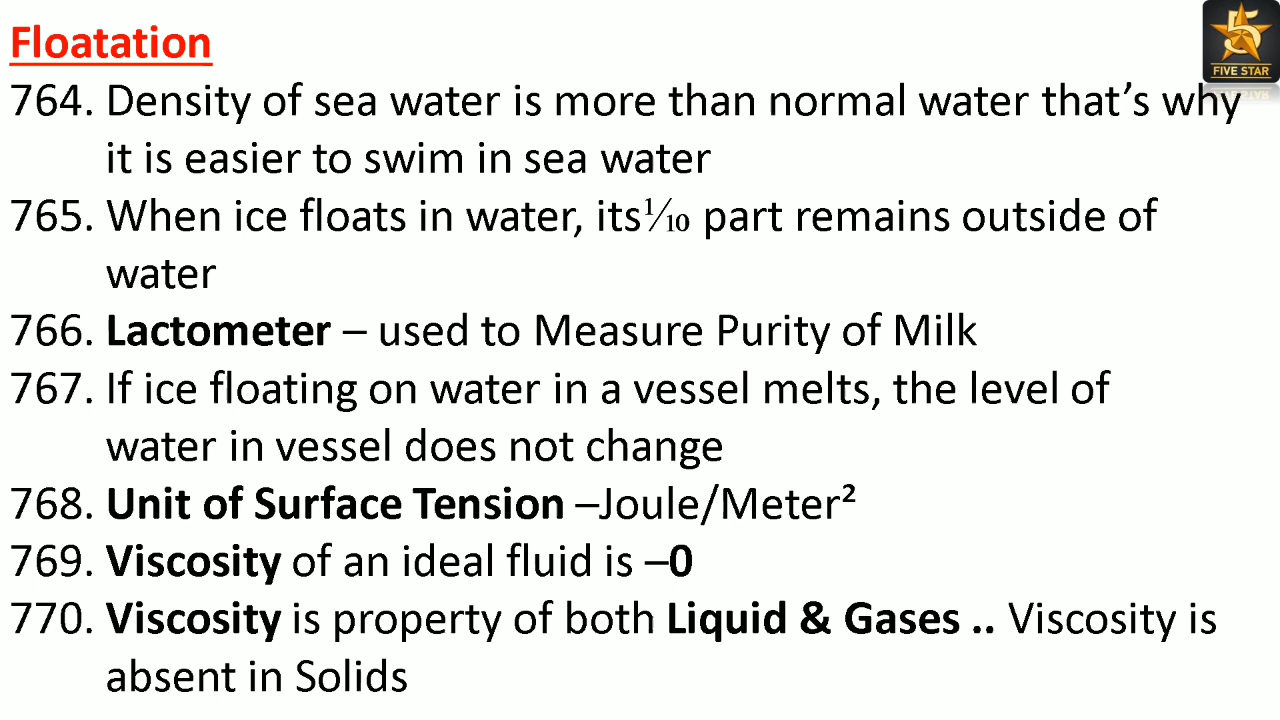 Floatation
5
FIVE STAR
764. Density of sea water is more than normal water that's why
it is easier to swim in sea water
765. When ice floats in water, its⅒ part remains outside of
water
766. Lactometer – used to Measure Purity of Milk
767. If ice floating on water in a vessel melts, the level of
water in vessel does not change
768. Unit of Surface Tension –Joule/Meter²
769. Viscosity of an ideal fluid is –0
770. Viscosity is property of both Liquid & Gases .. Viscosity is
absent in Solids